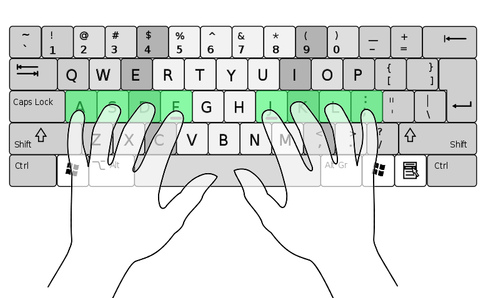 ~ ! @ # $ % ^ & * ( ) — +
` 1 2 3 4 5 6 7 8 9 0 - =
Q W E R T Y U I O P { [ } ]
Caps Lock A S D F G H J K L : ; " ' | \
Shift Z X C V B N M < , ? / Shift
Ctrl Alt Alt Gr Ctrl